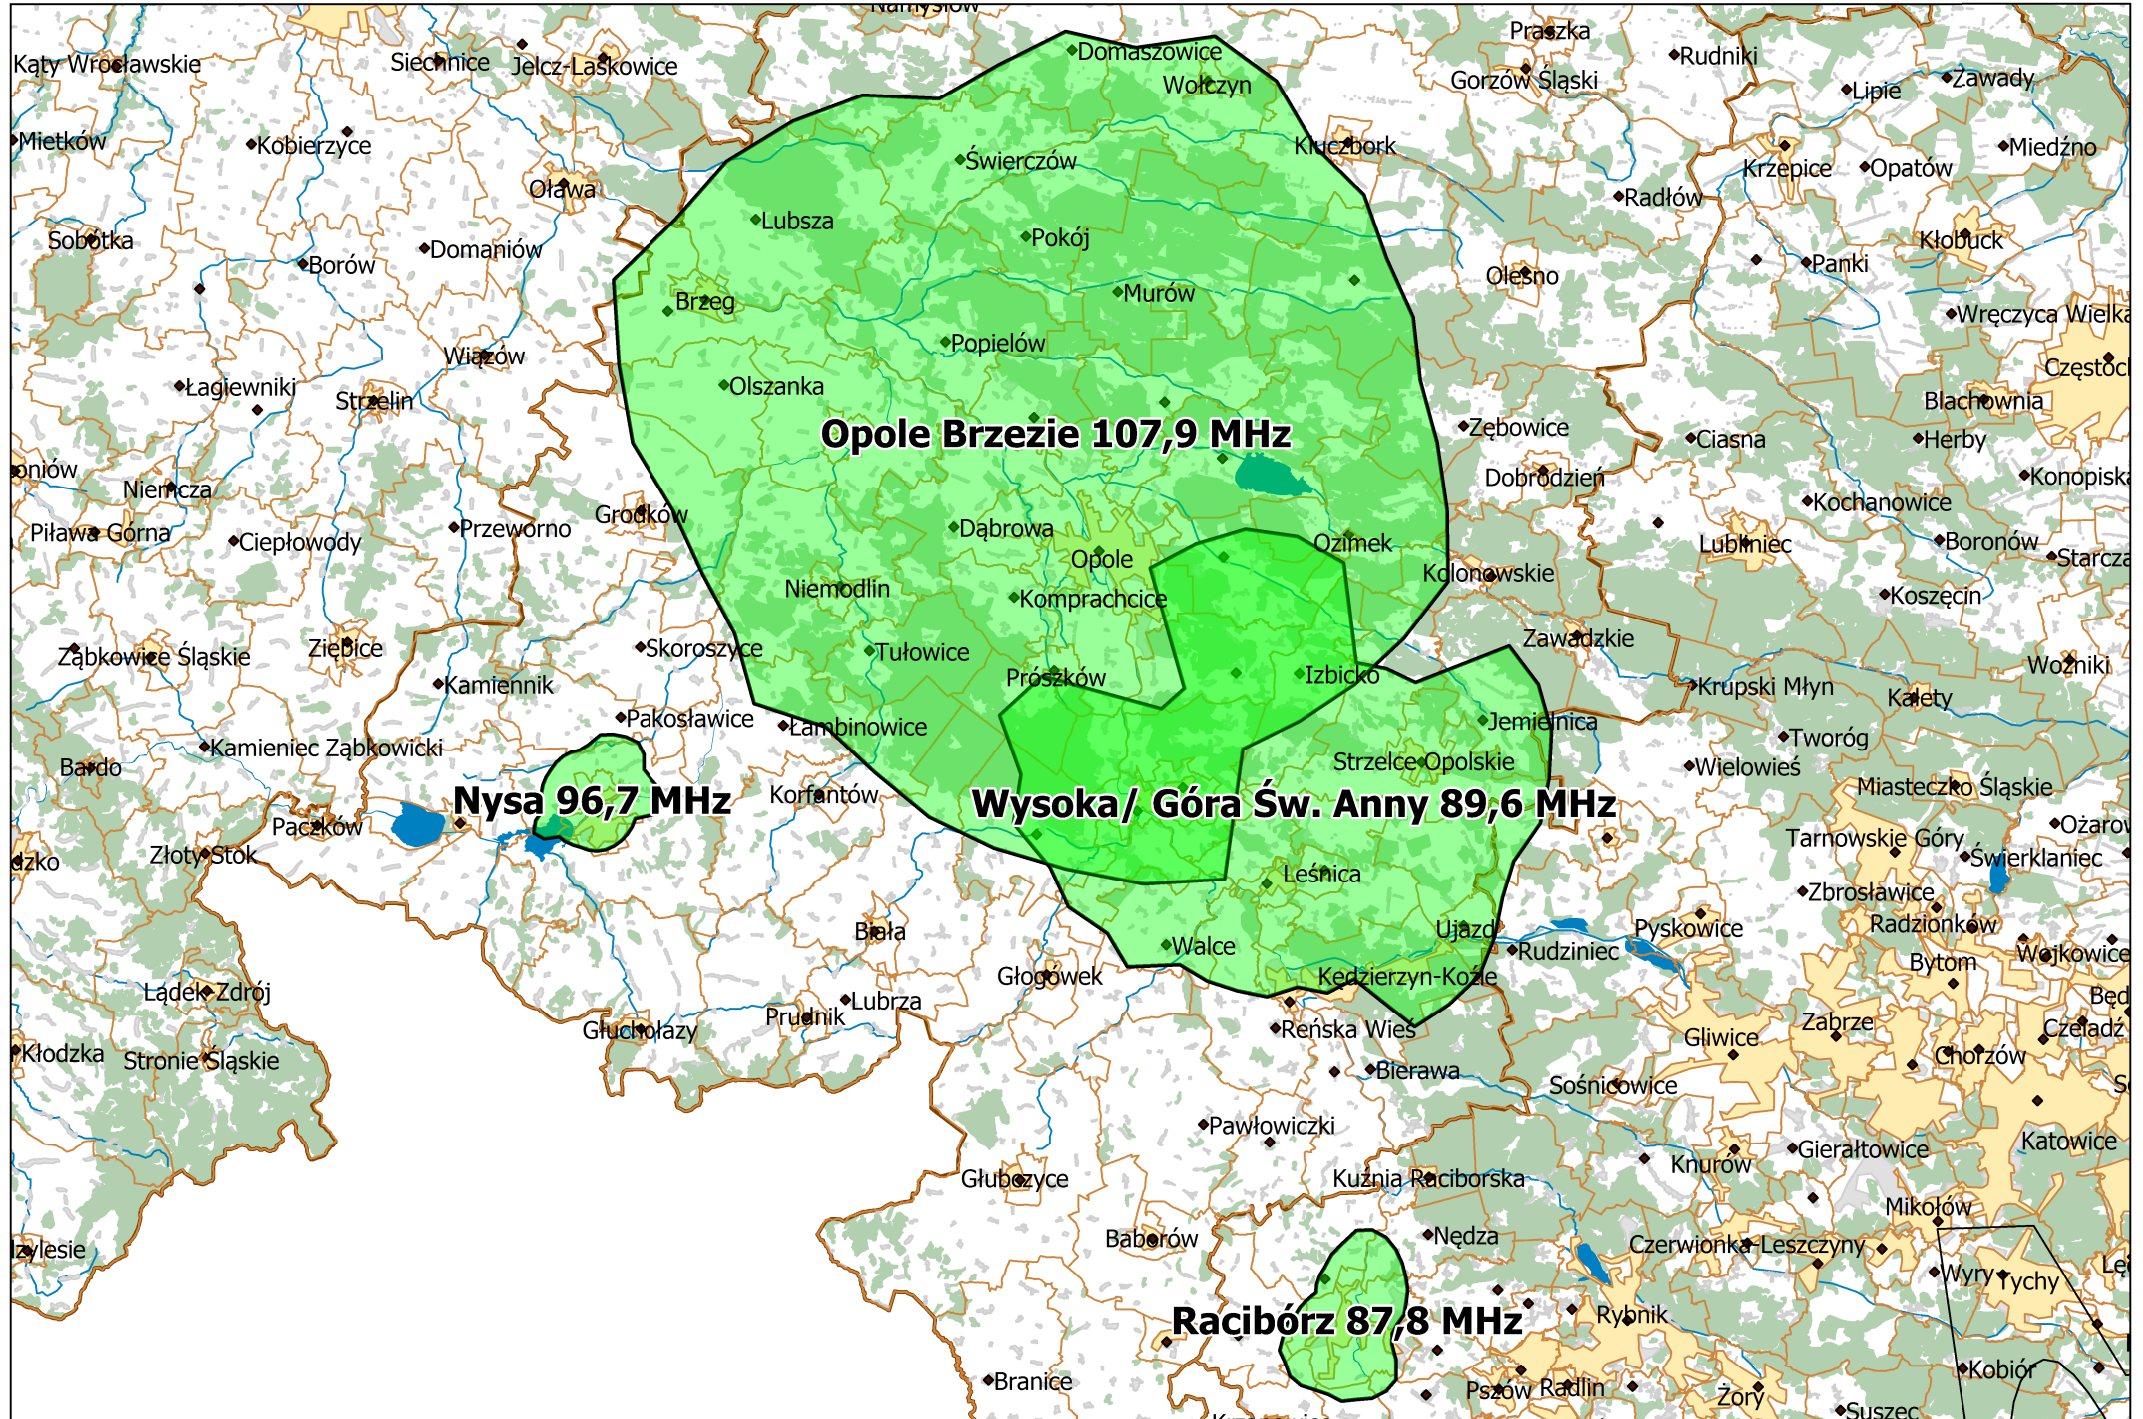 Namysłów
Domaszowice
Praszka
Rudniki
Kąty Wrocławskie
Siechnice
Jelcz-Laskowice
Wołczyn
Gorzów Śląski
Lipie
Zawady
Mietków
Kobierzyce
Świerczów
Kluczbork
Krzepice
Opatów
Miedźno
Oława
Radłów
Lubsza
Pokój
Sobótka
Domaniów
Borów
Kłobuck
Panki
Olesno
Brzeg
Murów
Wręczyca Wielka
Popielów
Wiązów
Częstoch
Łagiewniki
Strzelin
Olszanka
Blachownia
Opole Brzezie 107,9 MHz
Zębowice
Ciasna
Herby
oniów
Niemcza
Dobrodzień
Konopiska
Kochanowice
Grodków
Piława Górna
Ciepłowody
Przeworno
Dąbrowa
Opole
Ozimek
Lubliniec
Boronów
Starcza
Kolonowskie
Niemodlin
Komprachcice
Koszęcin
Ząbkowice Śląskie
Ziębice
Skoroszyce
Tułowice
Zawadzkie
Woźniki
Kamiennik
Prószków
Izbicko
Krupski Młyn
Kalety
Pakosławice
Łambinowice
Jemielnica
Kamieniec Ząbkowicki
Tworóg
Bardo
Strzelce Opolskie
Wielowieś
Miasteczko Śląskie
Nysa 96,7 MHz
Korfantów
Wysoka/ Góra Św. Anny 89,6 MHz
Paczków
Ożarow
Tarnowskie Góry
dzko
Złoty Stok
Świerklaniec
Leśnica
Zbrosławice
Radzionków
Biała
Walce
Ujazd
Rudziniec
Pyskowice
Wojkowice
Bytom
Głogówek
Kędzierzyn-Koźle
Lądek-Zdrój
Lubrza
Będ
Prudnik
Głuchołazy
Reńska Wieś
Gliwice
Zabrze
Czeladź
Kłodzka
Stronie Śląskie
Chorzów
Bierawa
Sośnicowice
Pawłowiczki
Katowice
Gierałtowice
Knurów
Głubczyce
Kuźnia Raciborska
Mikołów
Baborów
Nędza
Czerwionka-Leszczyny
dzylesie
Wyry
Tychy
Lę
Racibórz 87,8 MHz
Rybnik
Kobiór
Branice
Pszów
Radlin
Żory
Suszec